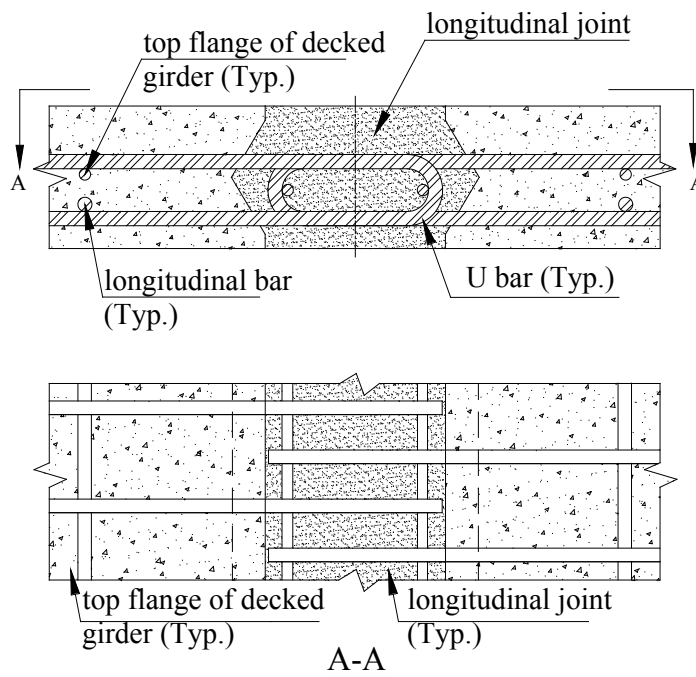 top flange of decked
girder (Typ.)
longitudinal joint
A
A
longitudinal bar
(Typ.)
U bar (Typ.)
top flange of decked
girder (Typ.)
longitudinal joint
(Typ.)
A-A